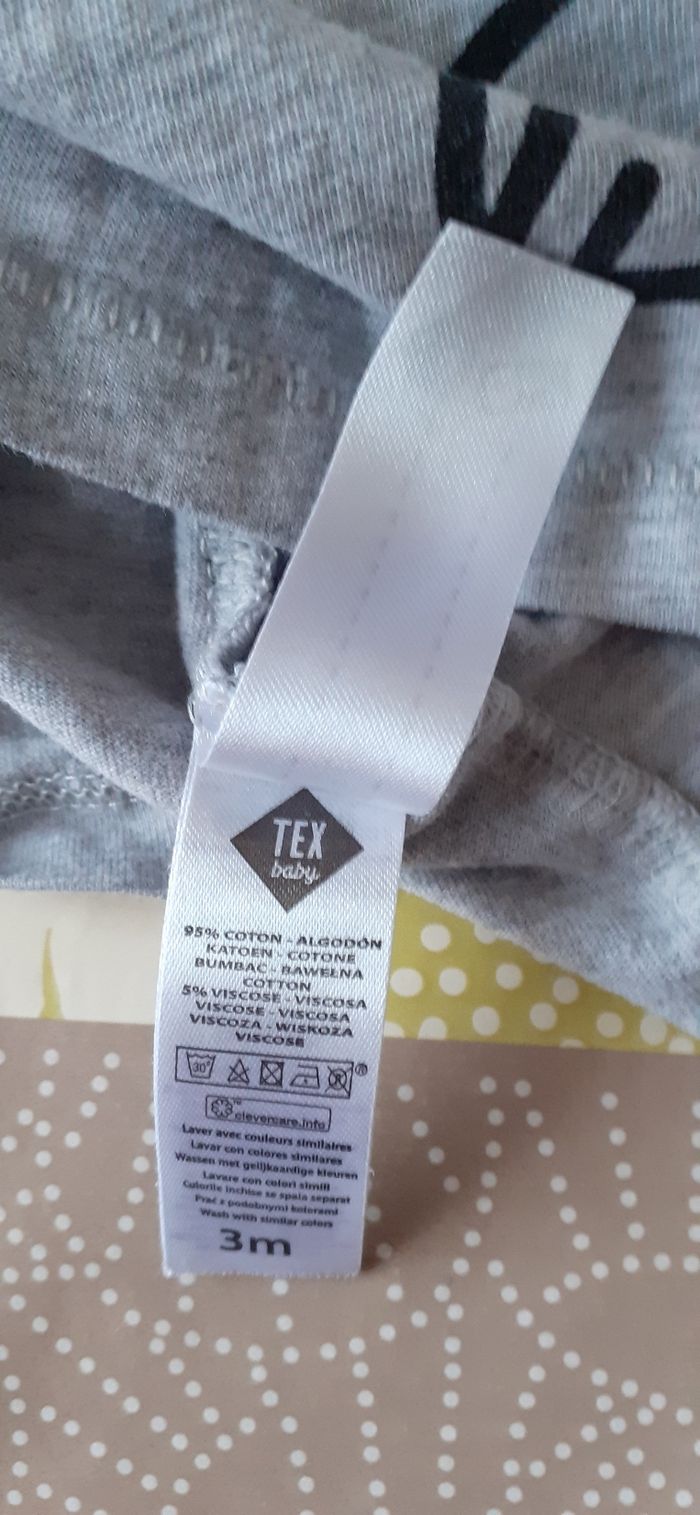 TEX
baby
95% COTON - ALGODÓN
KATOEN - COTONE
BUMBAC - BAWEŁNA
COTTON
5% VISCOSE - VISCOSA
VISCOSE - VISCOSA
VISCOZA - WISKOZA
VISCOSE
30°
®
clevercare.info
Laver avec couleurs similaires
Lavar con colores similares
Wassen met gelijkaardige kleuren
Lavare con colori simili
Culorile inchise se spala separat
Prać z podobnymi kolorami
Wash with similar colors
3m